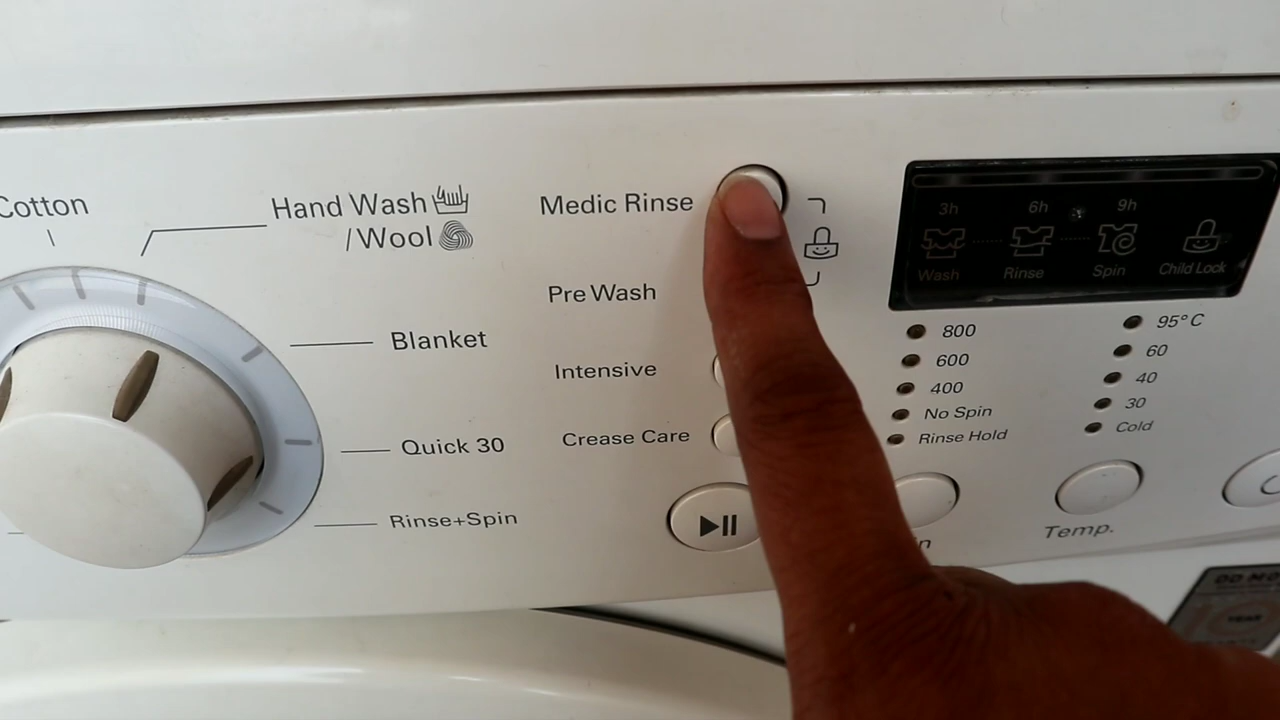 Cotton
Hand Wash
/Wool
Blanket
Quick 30
Rinse+Spin
Medic Rinse
Pre Wash
Intensive
Crease Care
3h 6h 9h
Wash Rinse Spin Child Lock
800
600
400
No Spin
Rinse Hold
95°C
60
40
30
Cold
Temp.